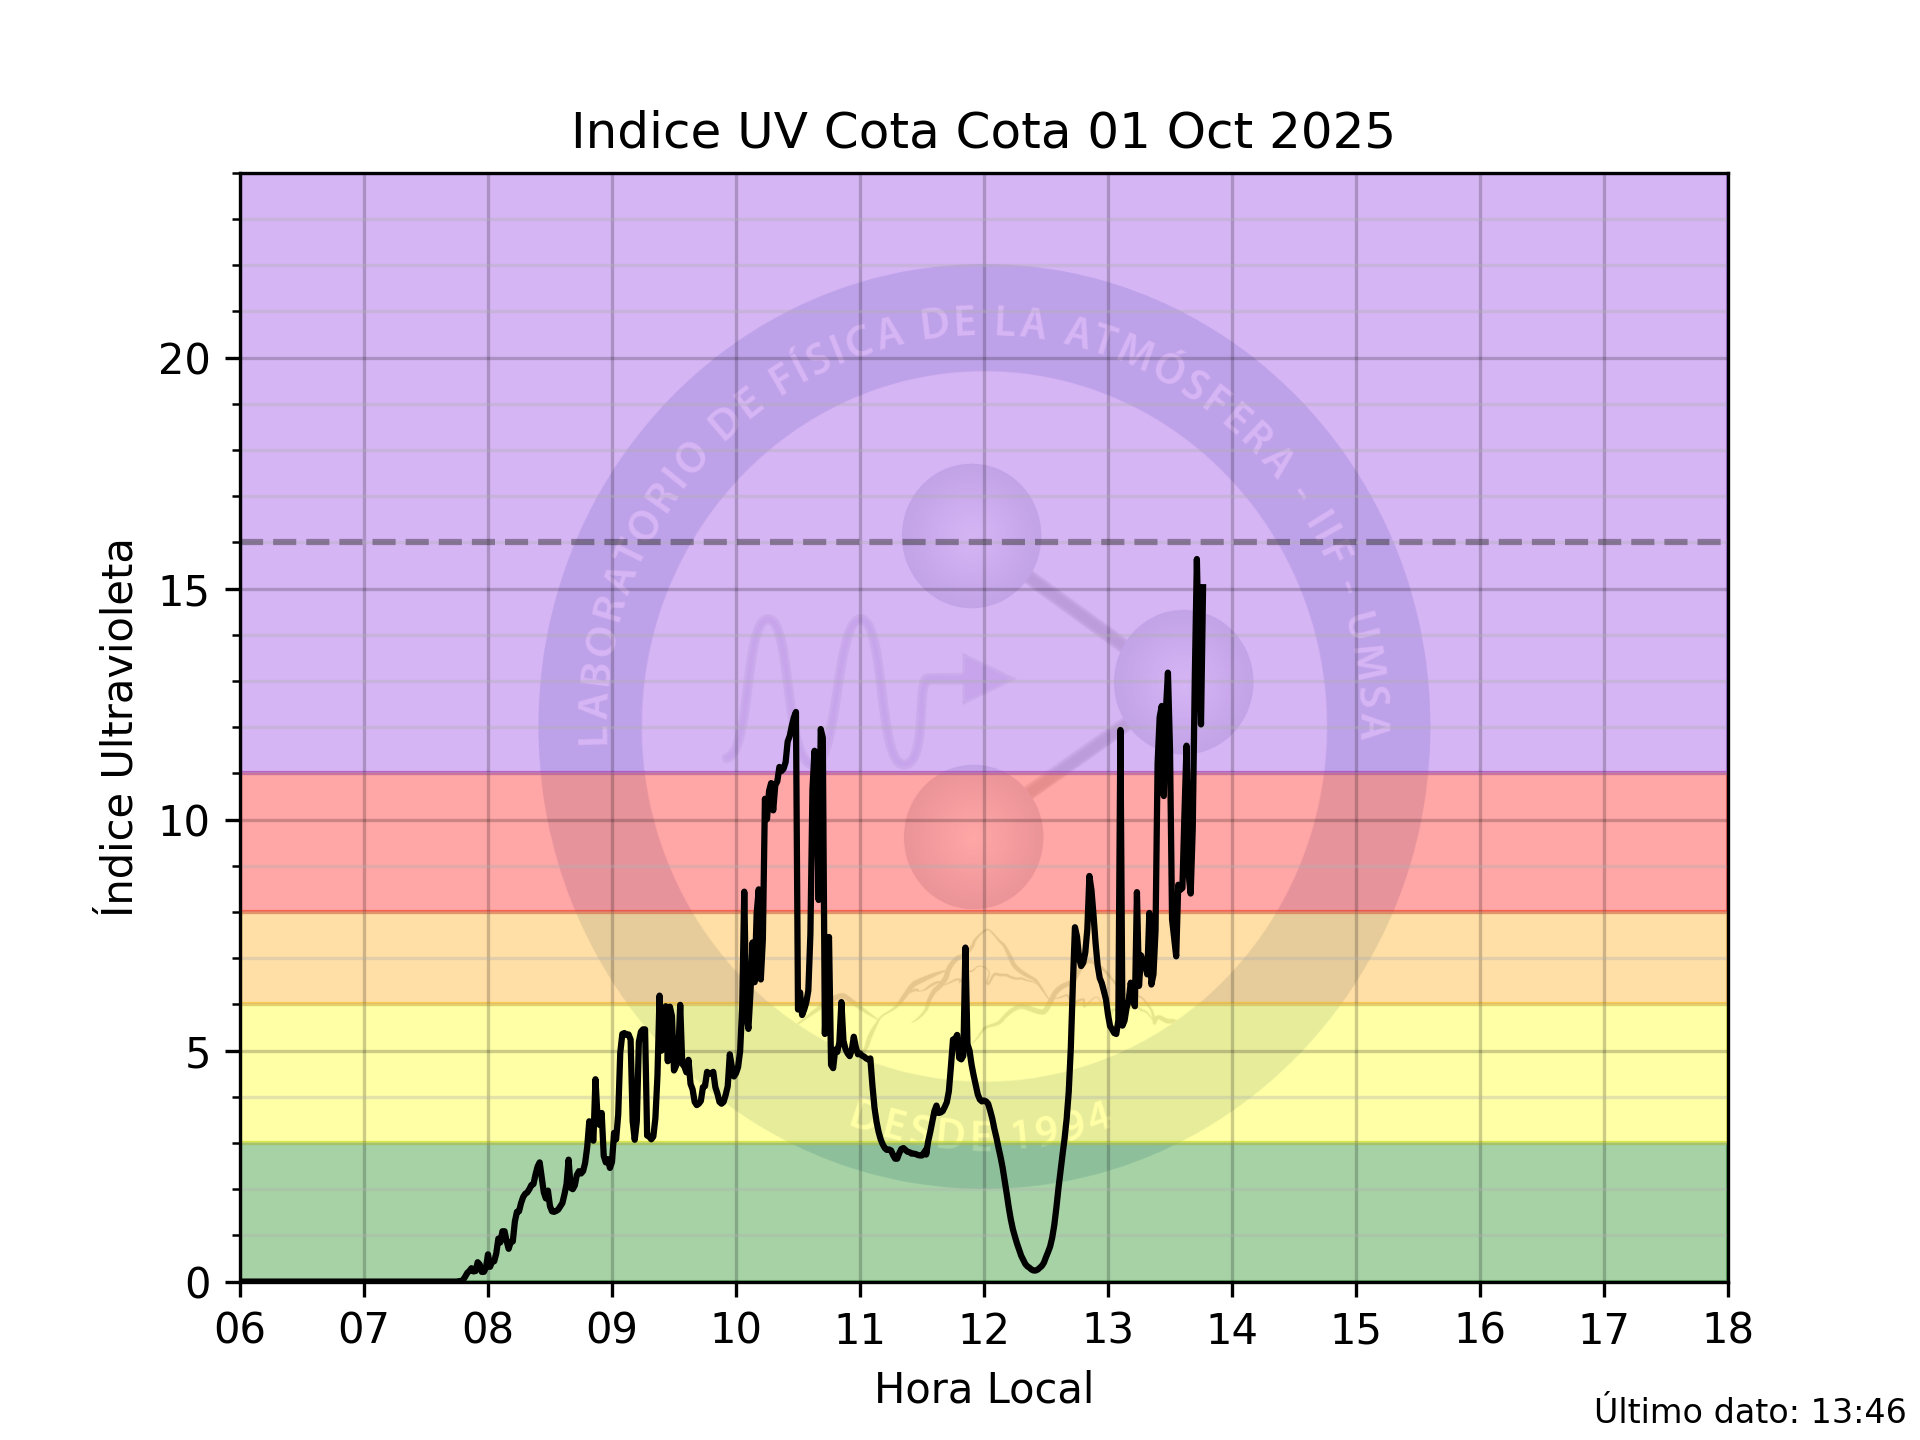 Indice UV Cota Cota 01 Oct 2025
LABORATORIO DE FÍSICA DE LA ATMÓSFERA - IIF - UMSA
DESDE 1994
Índice Ultravioleta
20
15
10
5
0
06 07 08 09 10 11 12 13 14 15 16 17 18
Hora Local
Último dato: 13:46